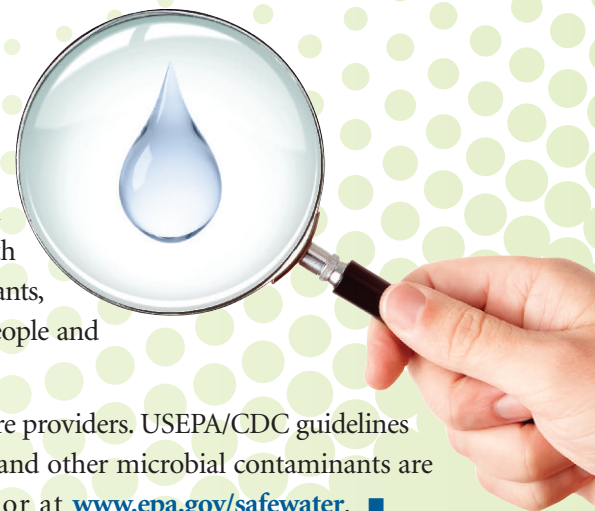 th
ants,
eople and
re providers. USEPA/CDC guidelines
and other microbial contaminants are
or at www.epa.gov/safewater. ■